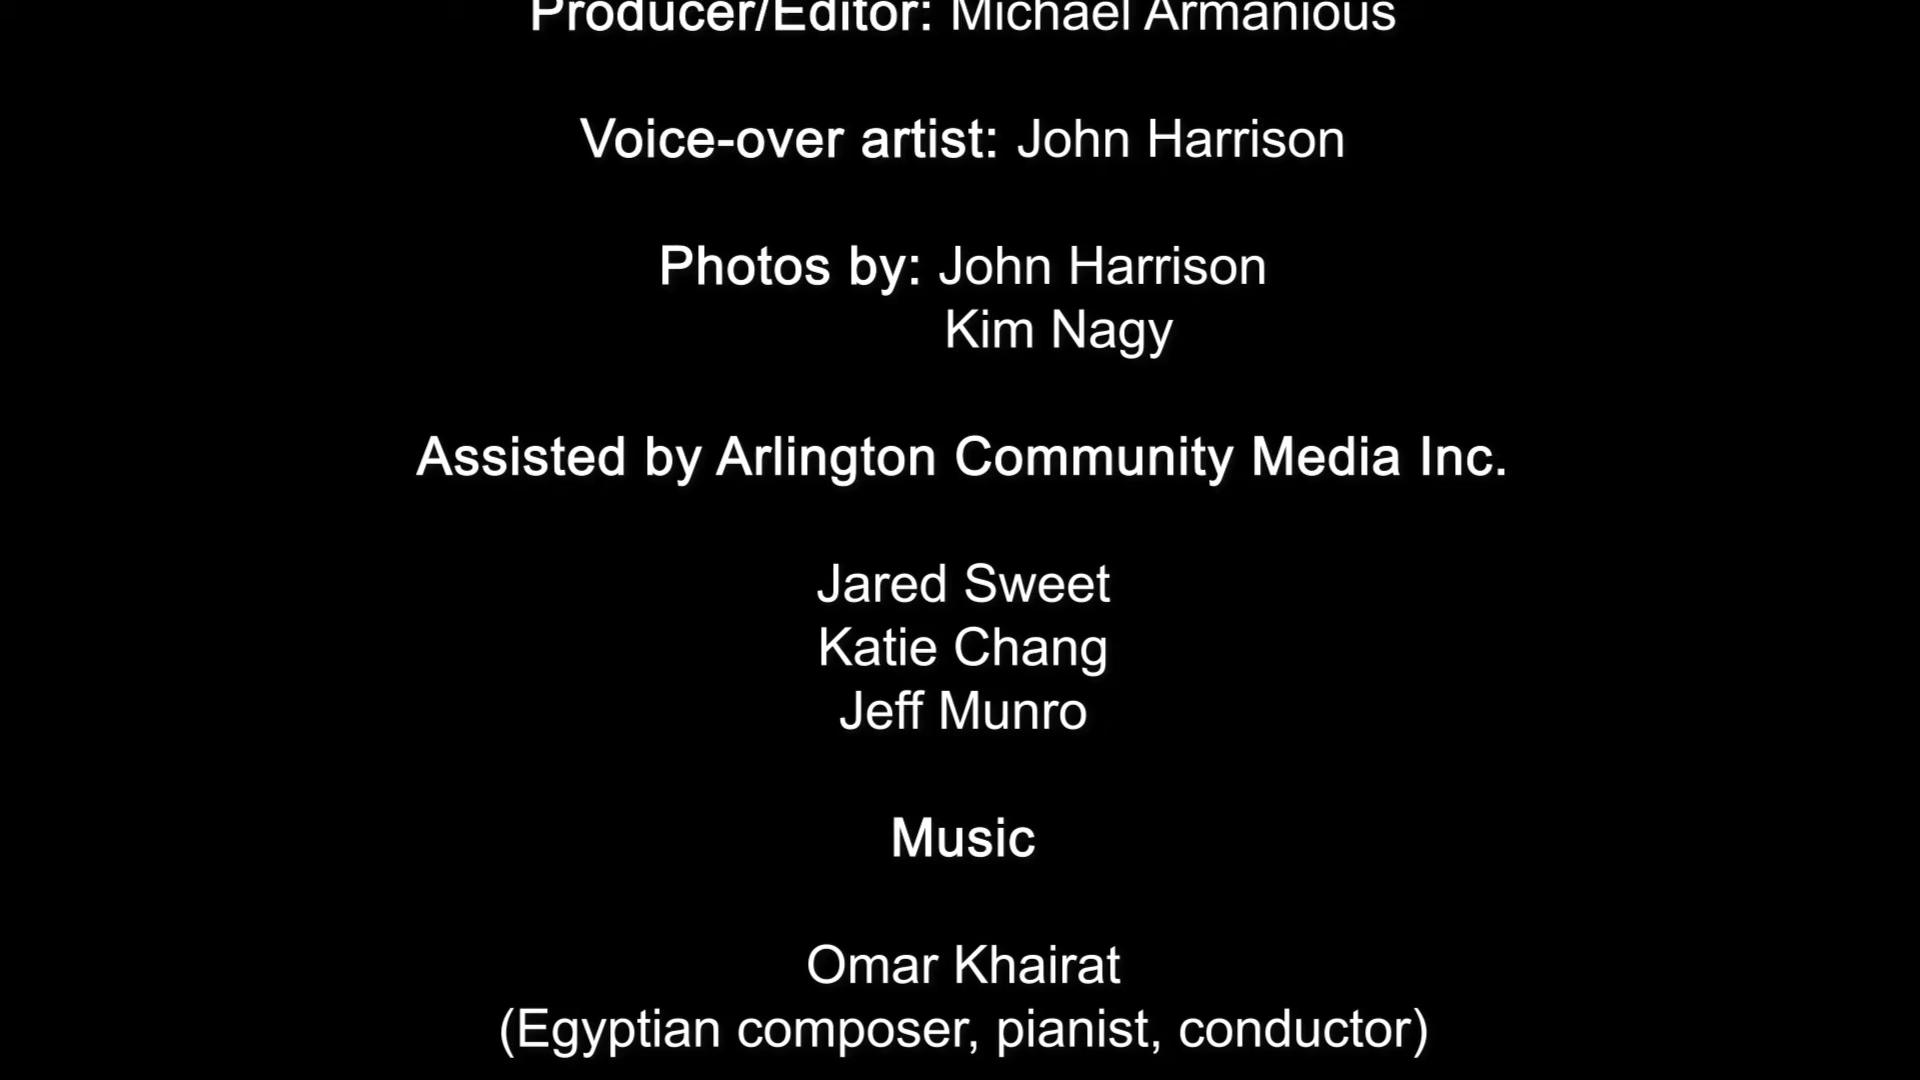 Producer/Editor: Michael Armanious
Voice-over artist: John Harrison
Photos by: John Harrison
Kim Nagy
Assisted by Arlington Community Media Inc.
Jared Sweet
Katie Chang
Jeff Munro
Music
Omar Khairat
(Egyptian composer, pianist, conductor)